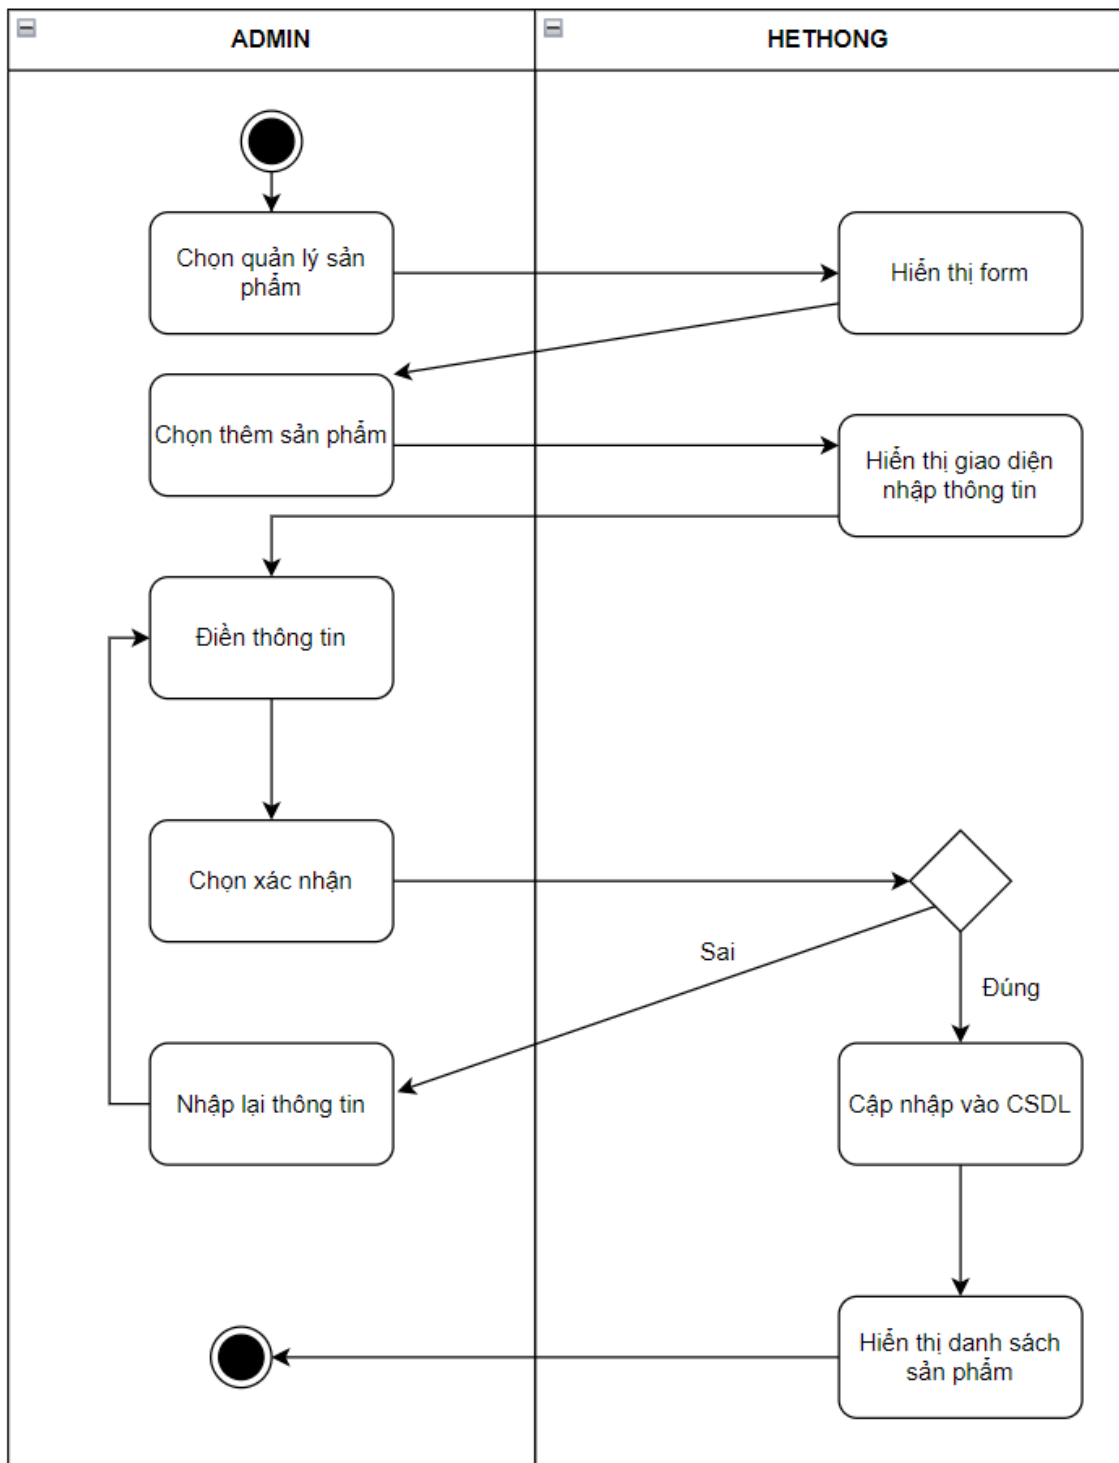 ADMIN
HETHONG
Chọn quản lý sản
phẩm
Hiển thị form
Chọn thêm sản phẩm
Hiển thị giao diện
nhập thông tin
Điền thông tin
Chọn xác nhận
Sai
Đúng
Nhập lại thông tin
Cập nhập vào CSDL
Hiển thị danh sách
sản phẩm